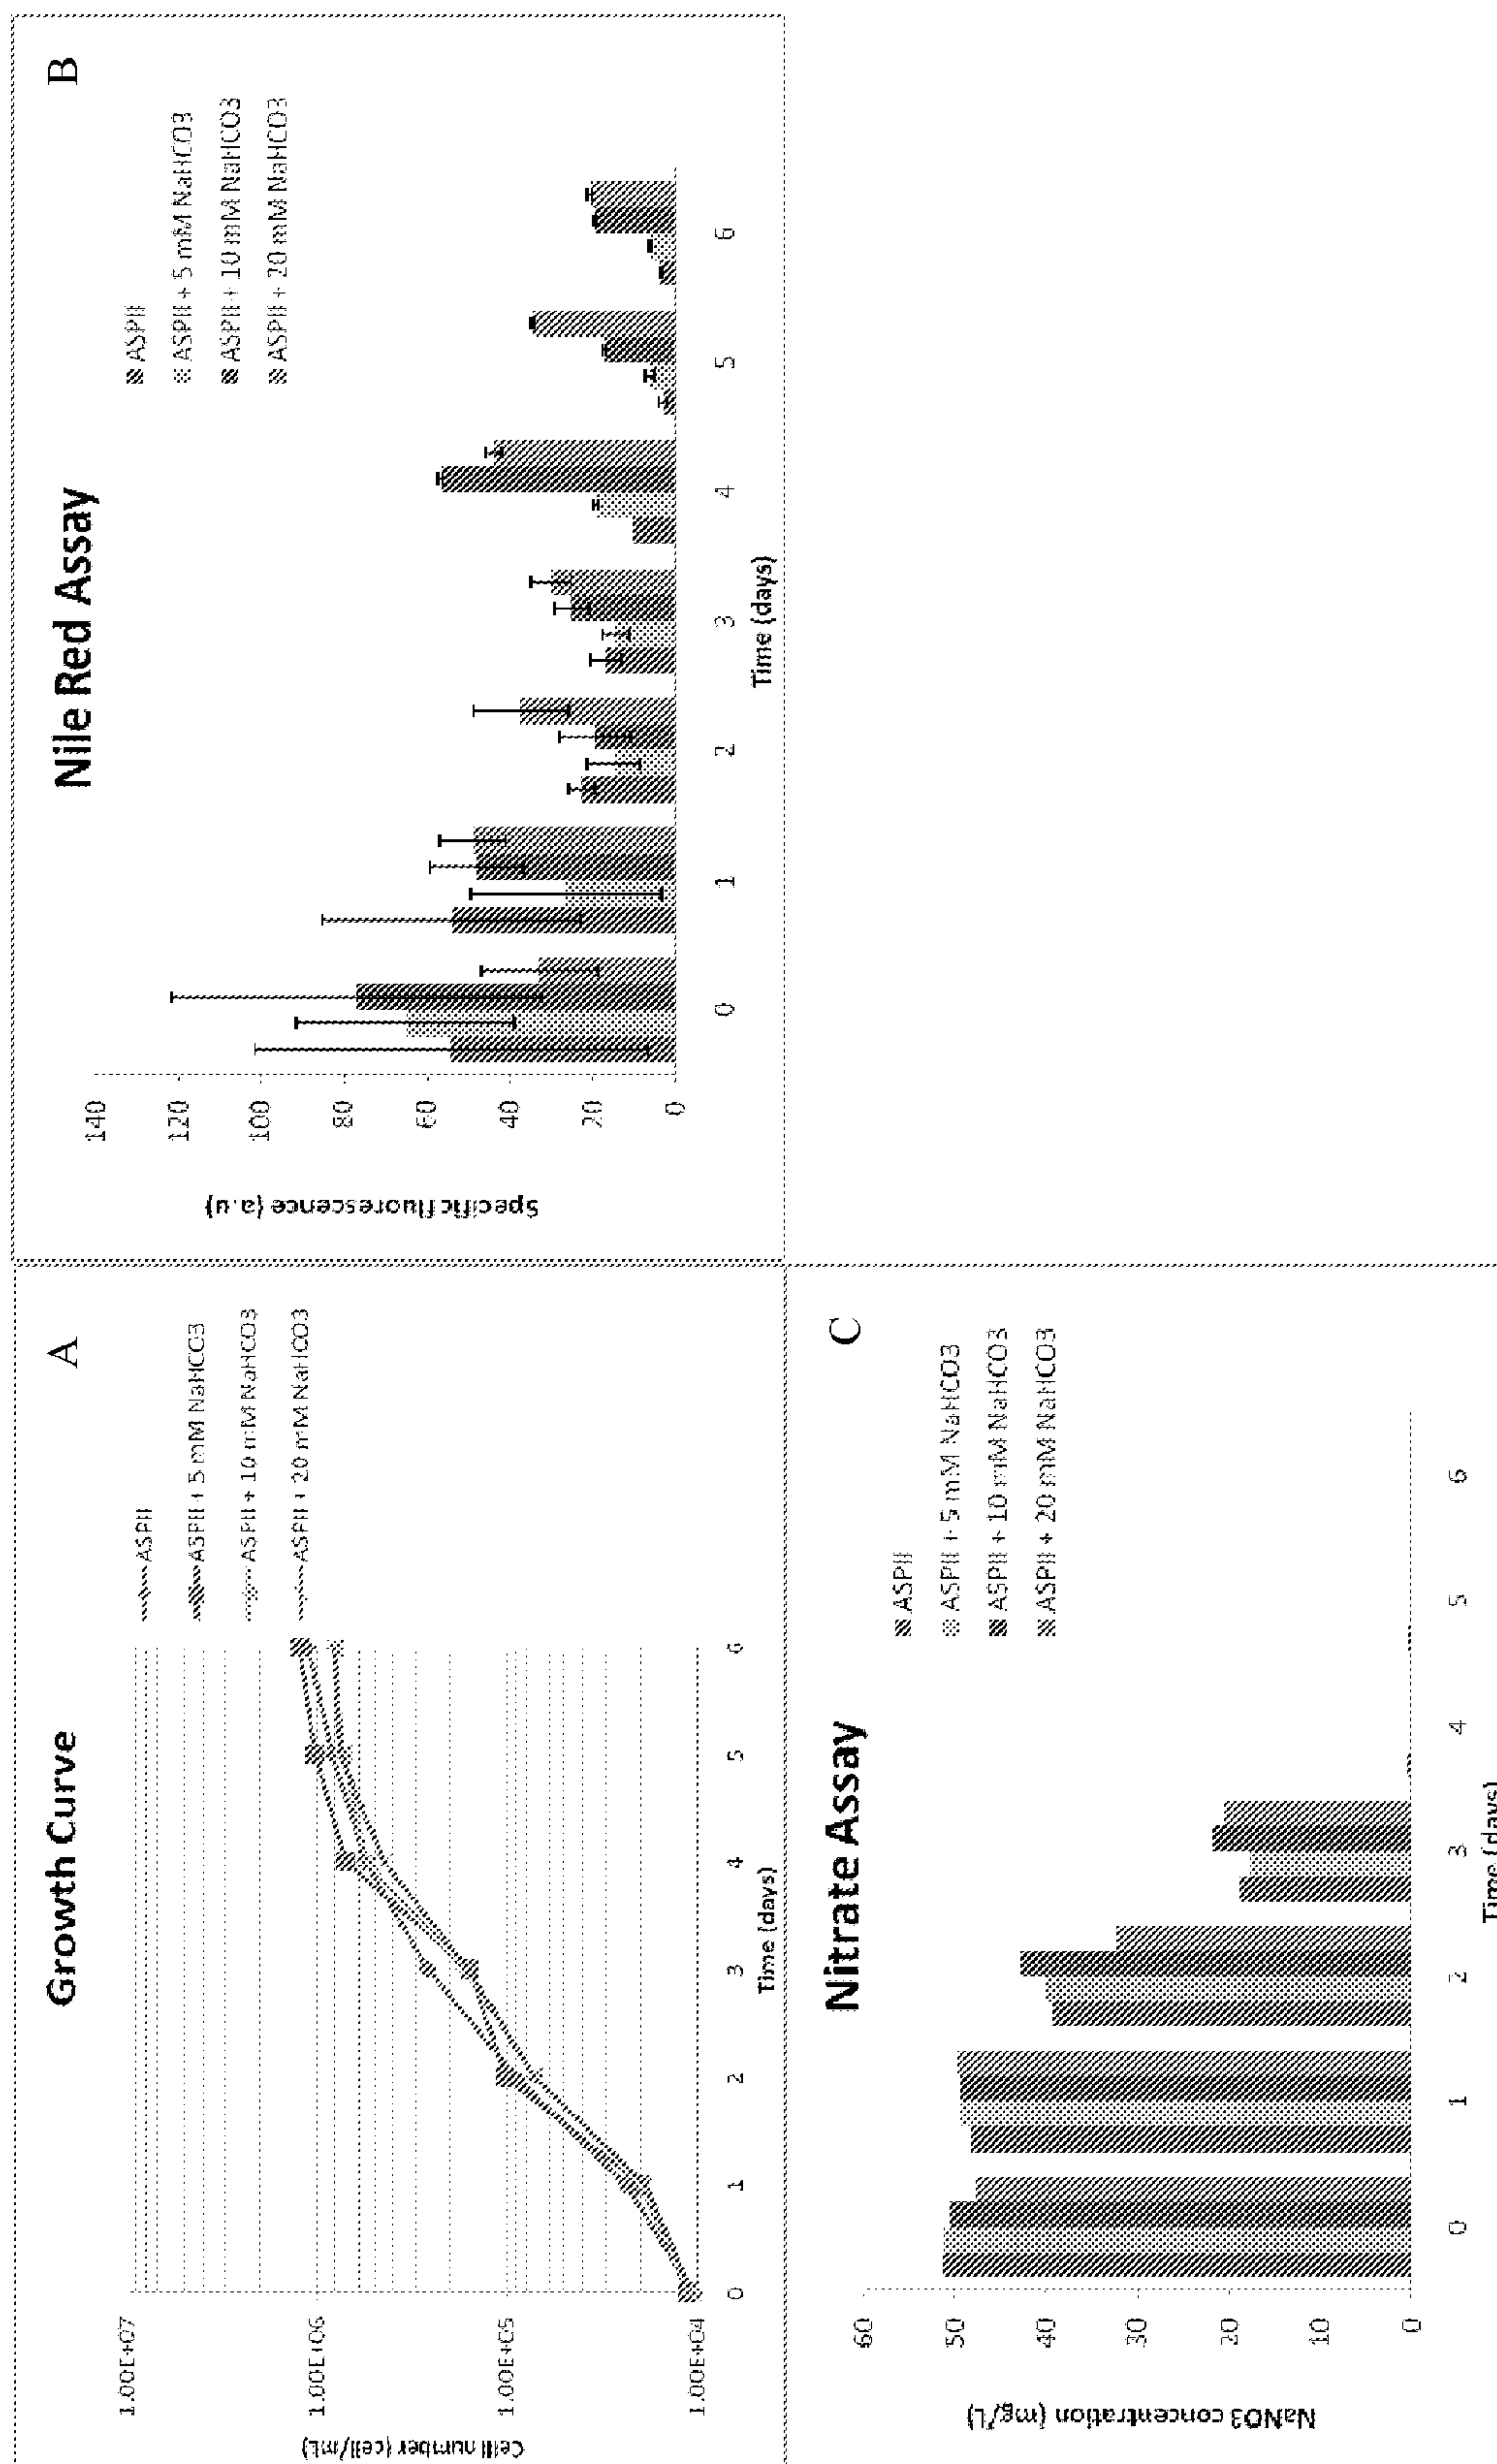 Growth Curve
A
1.00E+07
1.00E+06
1.00E+05
1.00E+04
Cell number (cell/mL)
0 1 2 3 4 5 6
Time (days)
ASPII
ASPII + 5 mM NaHCO3
ASPII + 10 mM NaHCO3
ASPII + 20 mM NaHCO3
Nile Red Assay
B
140
120
100
80
60
40
20
0
Specific fluorescence (a.u)
0 1 2 3 4 5 6
Time (days)
ASPII
ASPII + 5 mM NaHCO3
ASPII + 10 mM NaHCO3
ASPII + 20 mM NaHCO3
Nitrate Assay
C
60
50
40
30
20
10
0
NaNO3 concentration (mg/L)
0 1 2 3 4 5 6
Time (days)
ASPII
ASPII + 5 mM NaHCO3
ASPII + 10 mM NaHCO3
ASPII + 20 mM NaHCO3